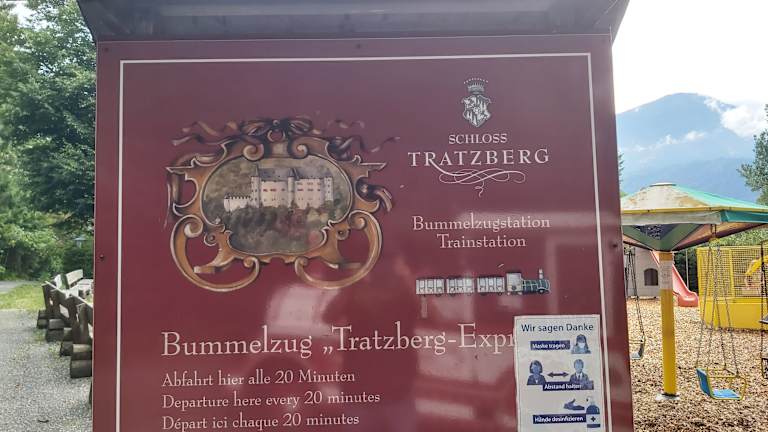 SCHLOSS
TRATZBERG
Bummelzugstation
Trainstation
Bummelzug „Tratzberg-Expr
Abfahrt hier alle 20 Minuten
Departure here every 20 minutes
Départ ici chaque 20 minutes
Wir sagen Danke
Maske tragen
Abstand halten
Hände desinfizieren